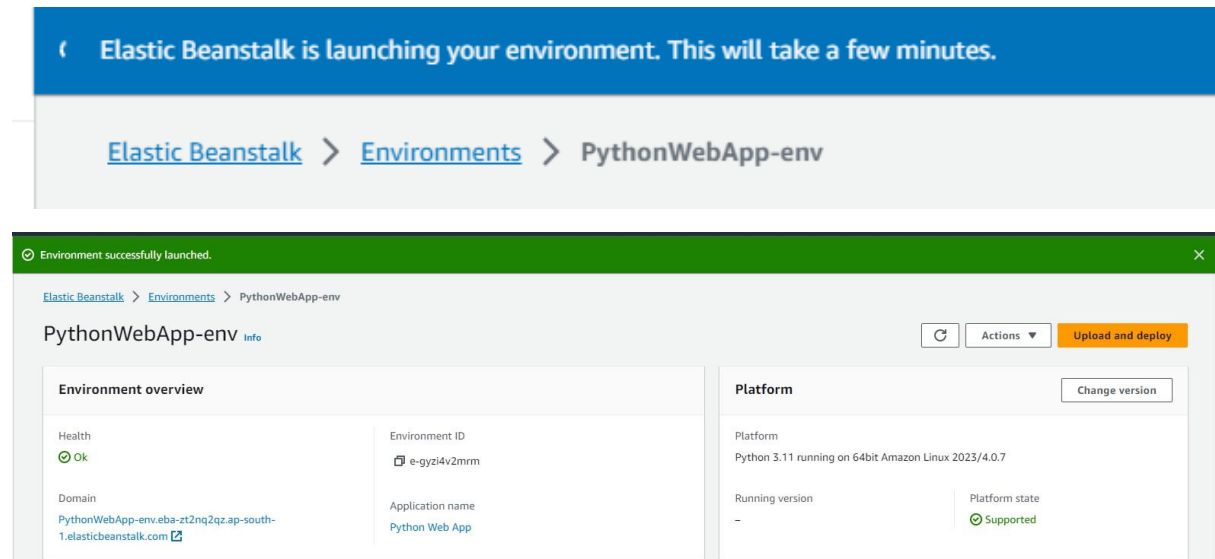 Elastic Beanstalk is launching your environment. This will take a few minutes.
Elastic Beanstalk > Environments > PythonWebApp-env
Environment successfully launched.
Elastic Beanstalk > Environments > PythonWebApp-env
PythonWebApp-env Info
Actions
Upload and deploy
Environment overview
Health
Ok
Environment ID
e-gyzi4v2mrm
Domain
PythonWebApp-env.eba-zt2nq2qz.ap-south-
1.elasticbeanstalk.com
Application name
Python Web App
Platform
Change version
Platform
Python 3.11 running on 64bit Amazon Linux 2023/4.0.7
Running version
–
Platform state
Supported